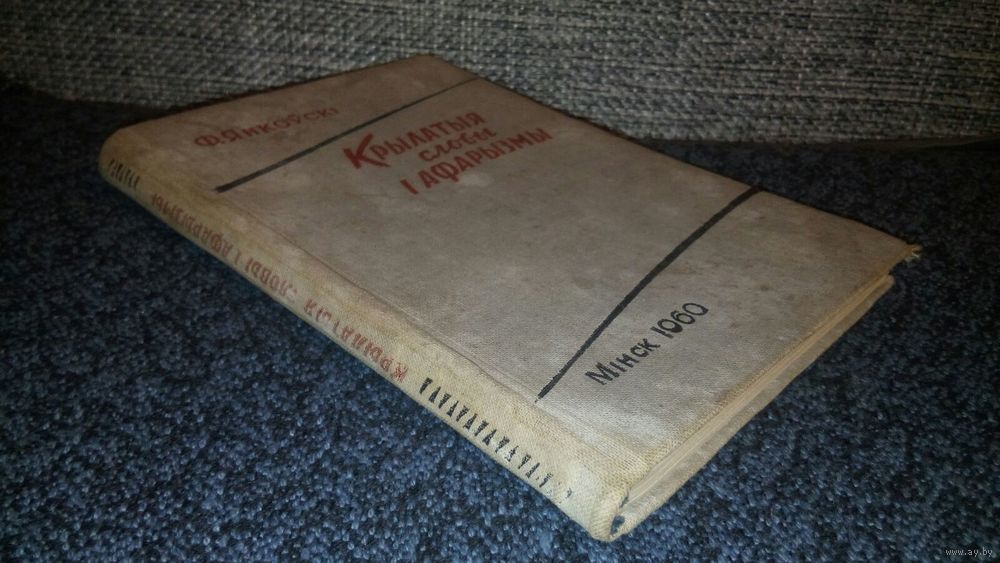 Ф. Янкоўскі
Крылатыя
словы
і афарызмы
Мінск 1960
Крылатыя словы і афарызмы
www.ay.by